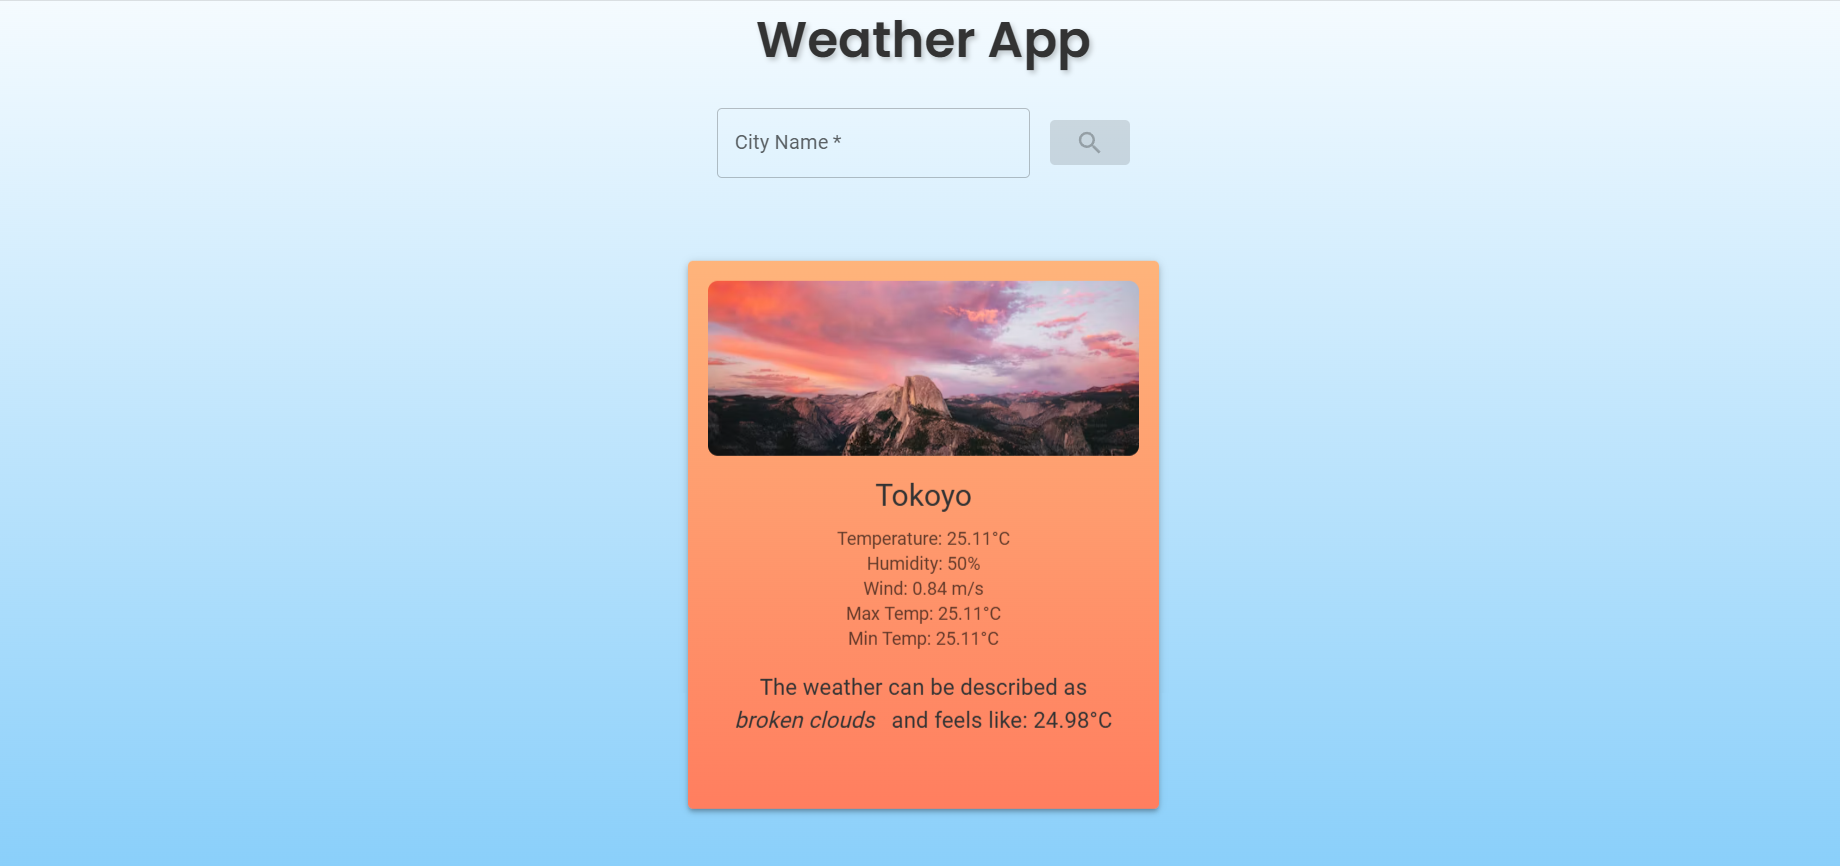 Weather App
City Name *
Tokoyo
Temperature: 25.11°C
Humidity: 50%
Wind: 0.84 m/s
Max Temp: 25.11°C
Min Temp: 25.11°C
The weather can be described as
broken clouds and feels like: 24.98°C